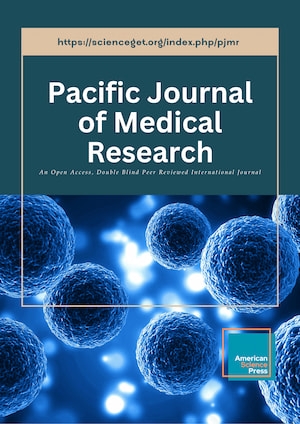 https://scienceget.org/index.php/pjmr
Pacific Journal
of Medical
Research
An Open Access, Double Blind Peer Reviewed International Journal
American
Science
Press